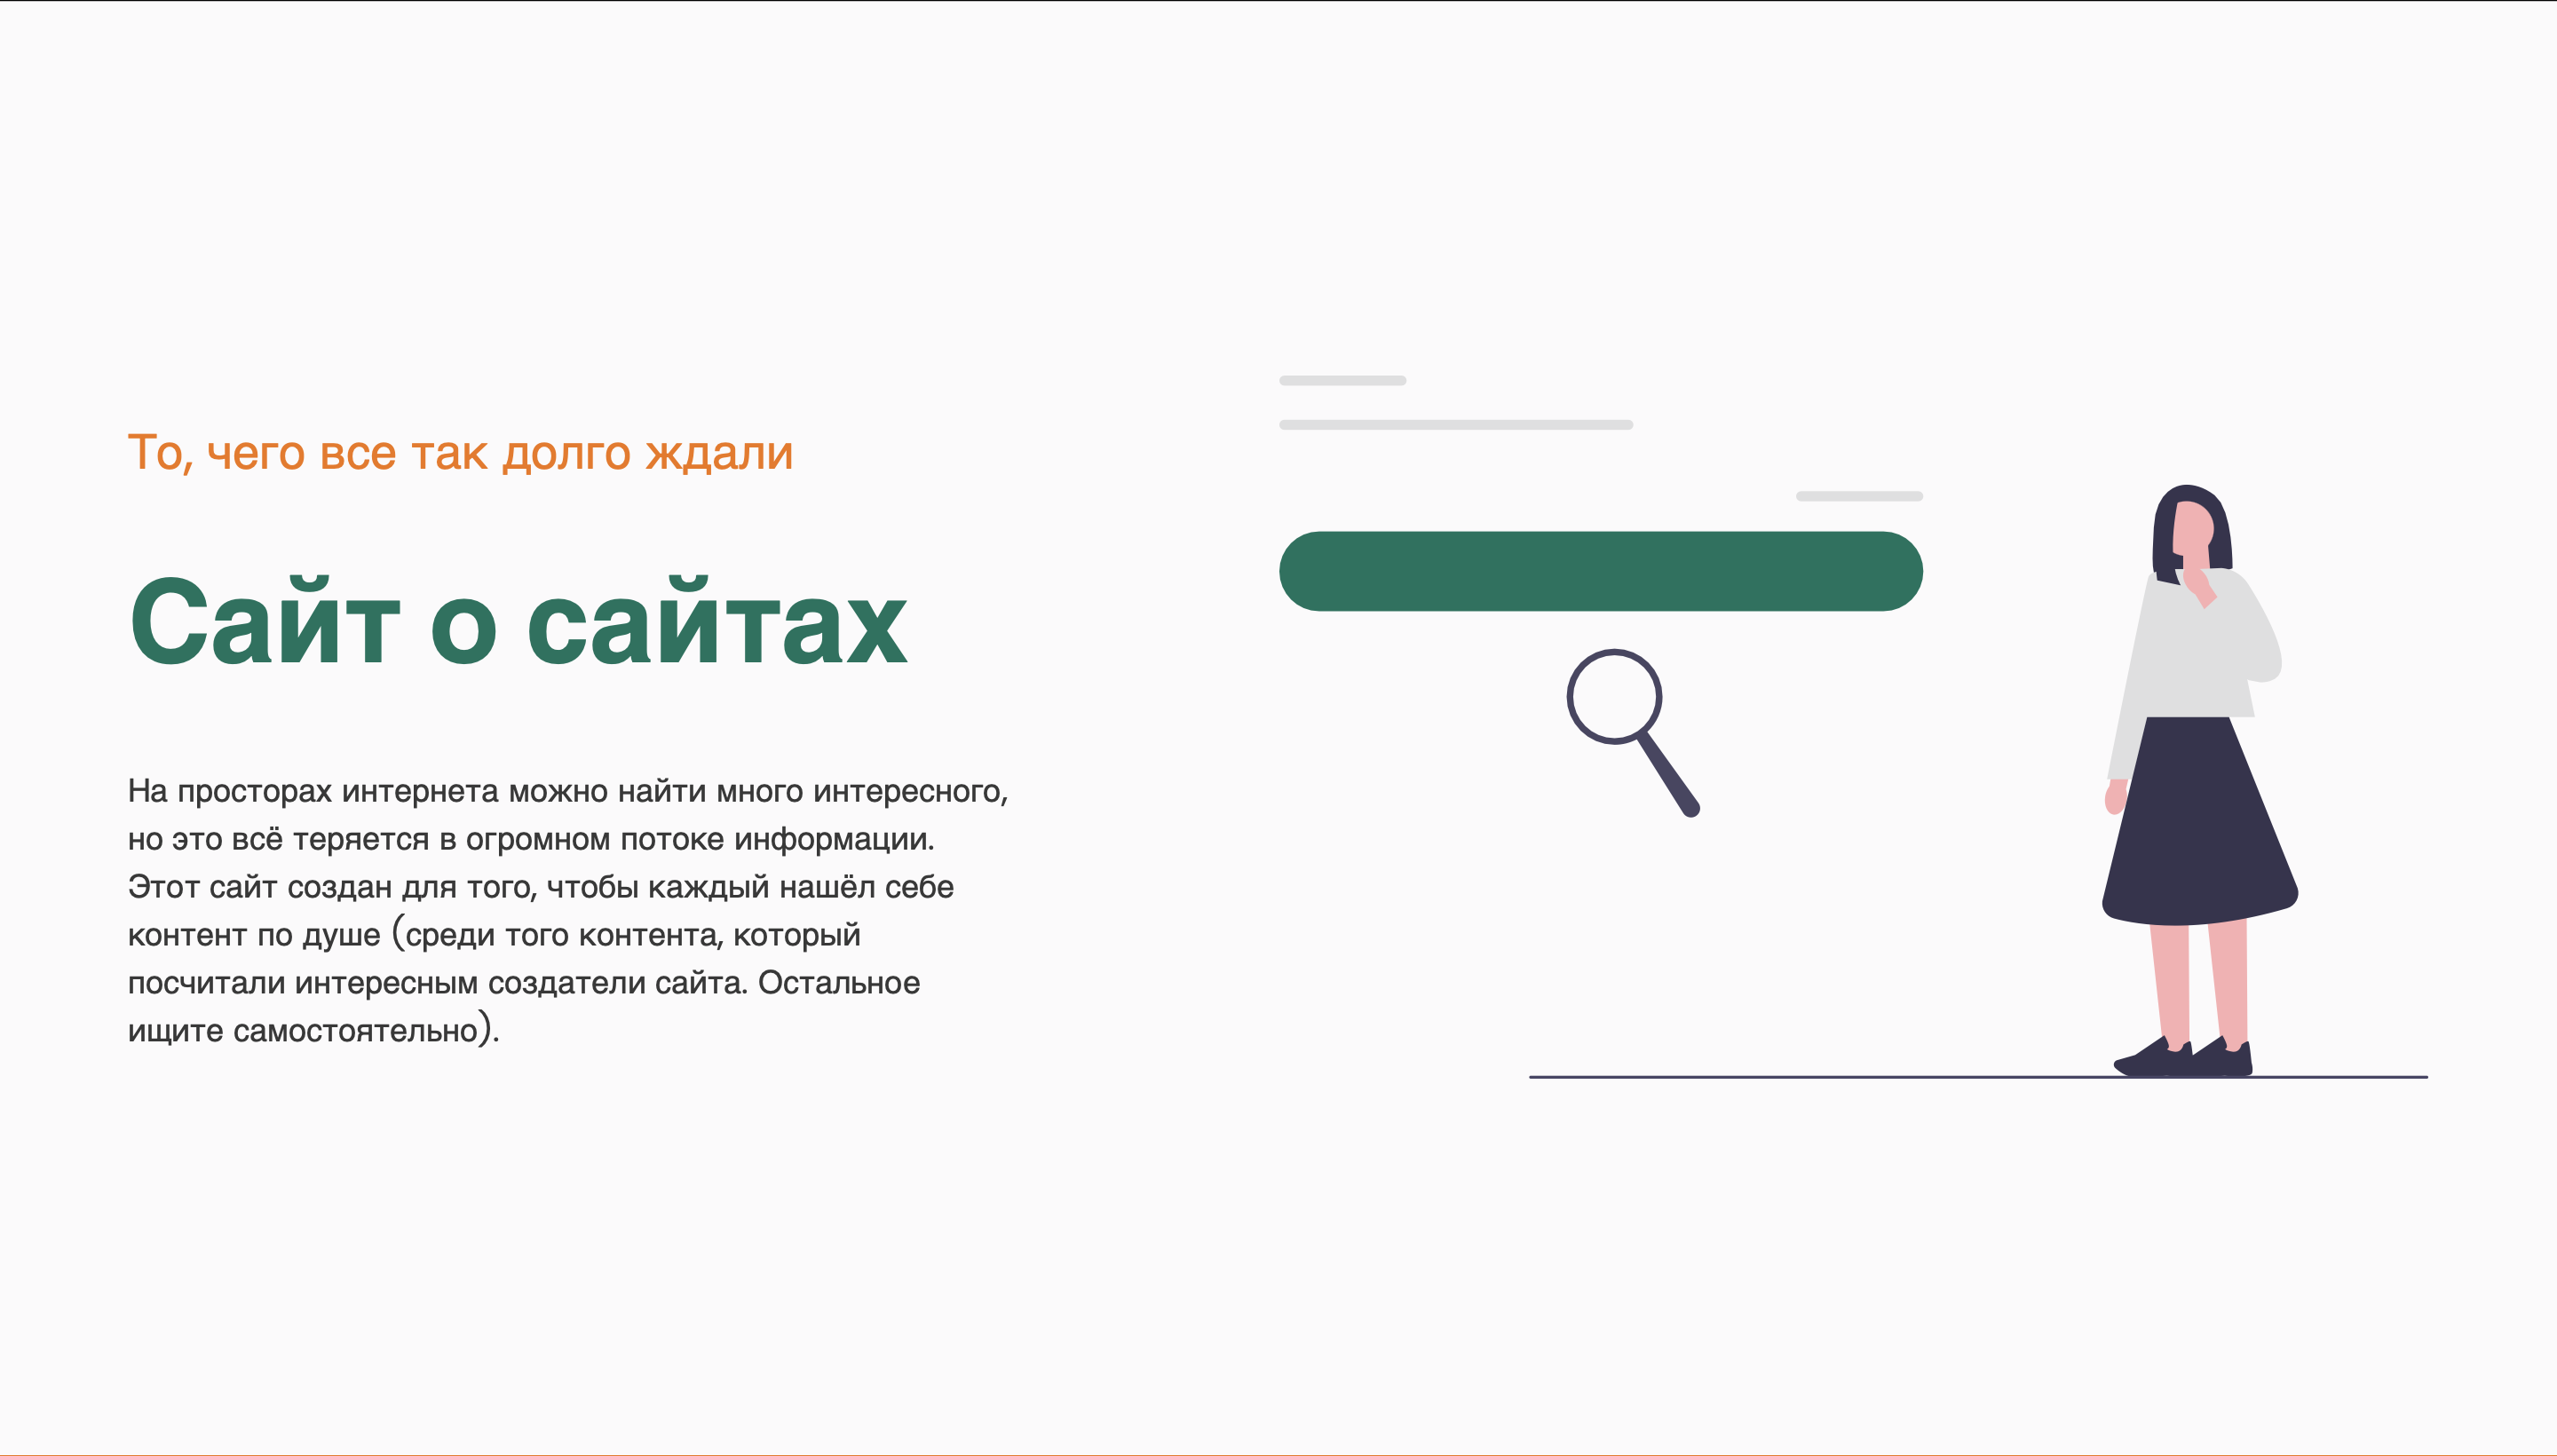 То, чего все так долго ждали
Сайт о сайтах
На просторах интернета можно найти много интересного,
но это всё теряется в огромном потоке информации.
Этот сайт создан для того, чтобы каждый нашёл себе
контент по душе (среди того контента, который
посчитали интересным создатели сайта. Остальное
ищите самостоятельно).